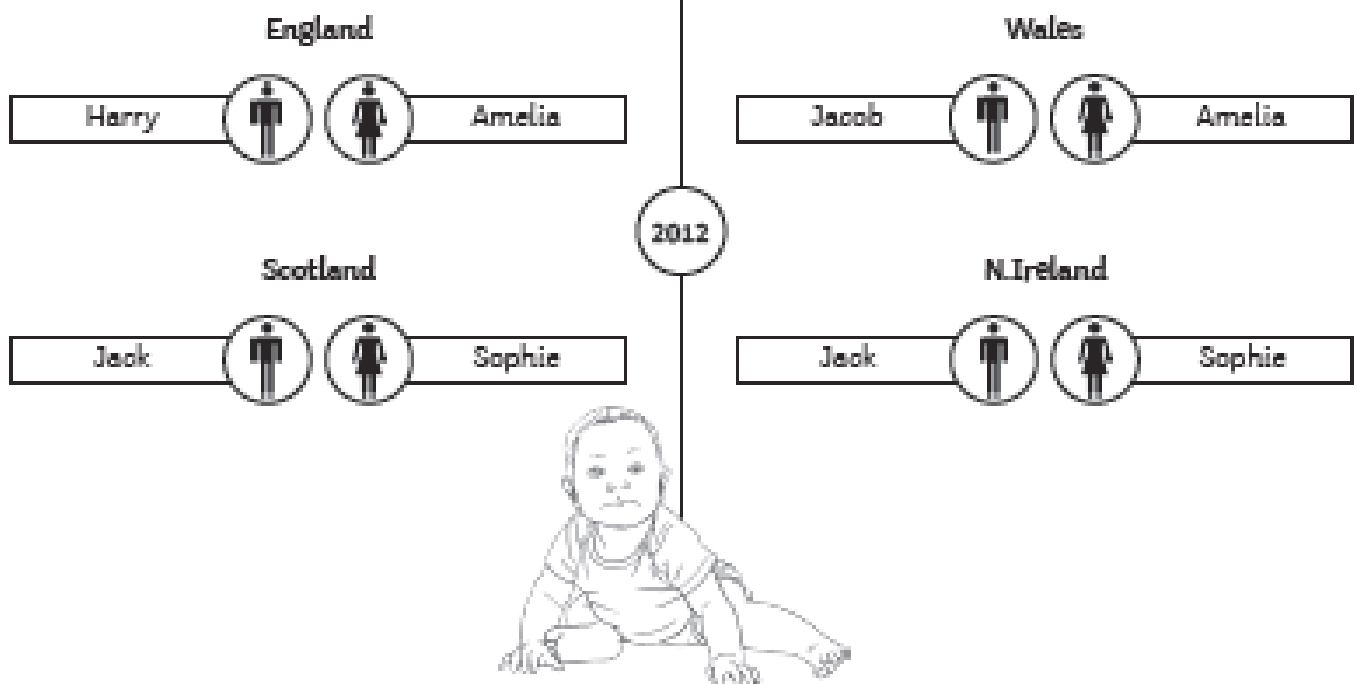 England
Wales
Harry
Amelia
Jacob
Amelia
2012
Scotland
N.Ireland
Jack
Sophie
Jack
Sophie